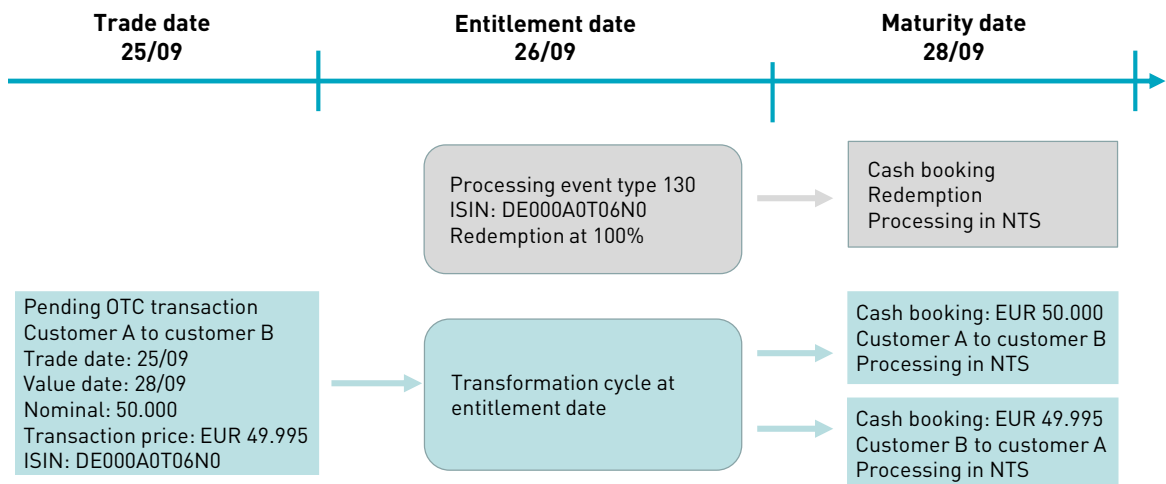 Trade date
25/09
Entitlement date
26/09
Maturity date
28/09
Processing event type 130
ISIN: DE000A0T06N0
Redemption at 100%
Cash booking
Redemption
Processing in NTS
Pending OTC transaction
Customer A to customer B
Trade date: 25/09
Value date: 28/09
Nominal: 50.000
Transaction price: EUR 49.995
ISIN: DE000A0T06N0
Transformation cycle at
entitlement date
Cash booking: EUR 50.000
Customer A to customer B
Processing in NTS
Cash booking: EUR 49.995
Customer B to customer A
Processing in NTS